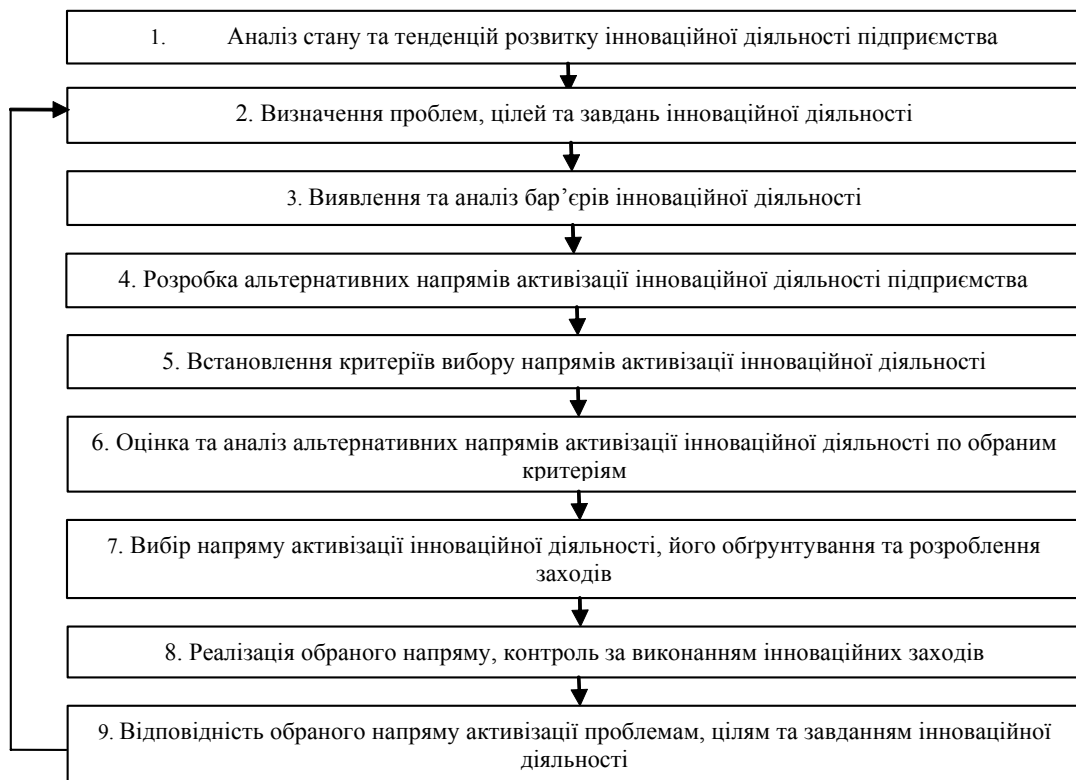 1. Аналіз стану та тенденцій розвитку інноваційної діяльності підприємства
2. Визначення проблем, цілей та завдань інноваційної діяльності
3. Виявлення та аналіз бар’єрів інноваційної діяльності
4. Розробка альтернативних напрямів активізації інноваційної діяльності підприємства
5. Встановлення критеріїв вибору напрямів активізації інноваційної діяльності
6. Оцінка та аналіз альтернативних напрямів активізації інноваційної діяльності по обраним
критеріям
7. Вибір напряму активізації інноваційної діяльності, його обґрунтування та розроблення
заходів
8. Реалізація обраного напряму, контроль за виконанням інноваційних заходів
9. Відповідність обраного напряму активізації проблемам, цілям та завданням інноваційної
діяльності